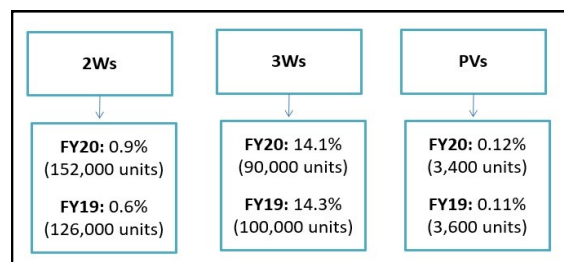 2Ws
3Ws
PVs
FY20: 0.9%
(152,000 units)
FY19: 0.6%
(126,000 units)
FY20: 14.1%
(90,000 units)
FY19: 14.3%
(100,000 units)
FY20: 0.12%
(3,400 units)
FY19: 0.11%
(3,600 units)